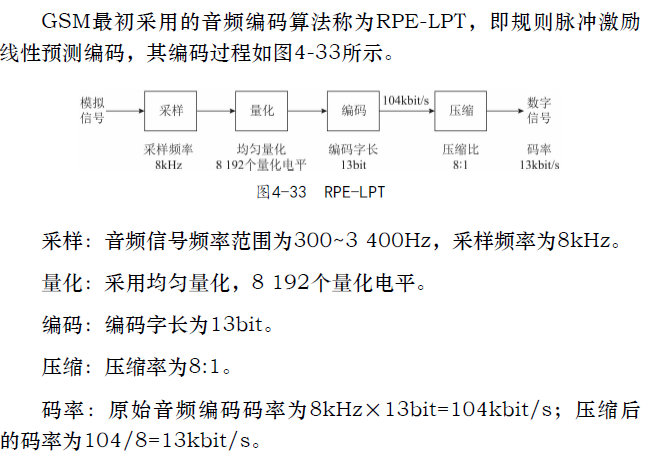 GSM最初采用的音频编码算法称为RPE-LPT，即规则脉冲激励
线性预测编码，其编码过程如图4-33所示。
模拟
信号
采样
量化
编码
104kbit/s
压缩
数字
信号
采样频率
8kHz
均匀量化
8 192个量化电平
编码字长
13bit
压缩比
8:1
码率
13kbit/s
图4-33 RPE-LPT
采样：音频信号频率范围为300~3 400Hz，采样频率为8kHz。
量化：采用均匀量化，8 192个量化电平。
编码：编码字长为13bit。
压缩：压缩率为8:1。
码率：原始音频编码码率为8kHz×13bit=104kbit/s；压缩后
的码率为104/8=13kbit/s。